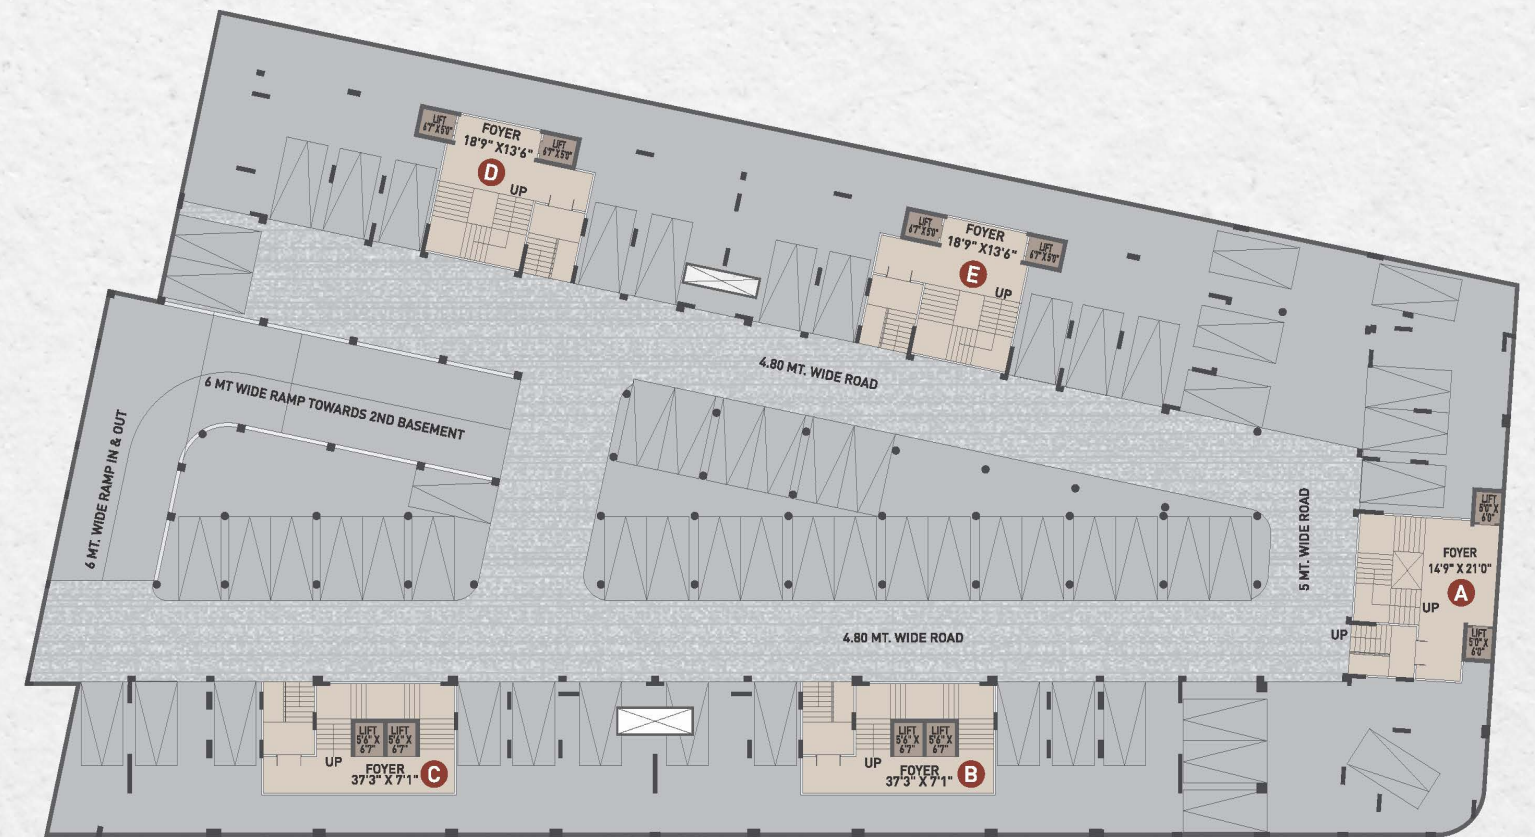 LIFT
6'7"X5'0"
FOYER
18'9" X13'6"
LIFT
6'7"X5'0"
D
UP
LIFT
6'7"X5'0"
FOYER
18'9" X13'6"
LIFT
6'7"X5'0"
E
UP
4.80 MT. WIDE ROAD
6 MT WIDE RAMP TOWARDS 2ND BASEMENT
6 MT. WIDE RAMP IN & OUT
5 MT. WIDE ROAD
LIFT
5'0" X
6'0"
FOYER
14'9" X 21'0"
A
UP
UP
LIFT
5'0" X
6'0"
4.80 MT. WIDE ROAD
LIFT
5'6" X
6'7"
LIFT
5'6" X
6'7"
UP
FOYER
37'3" X 7'1"
C
LIFT
5'6" X
6'7"
LIFT
5'6" X
6'7"
UP
FOYER
37'3" X 7'1"
B